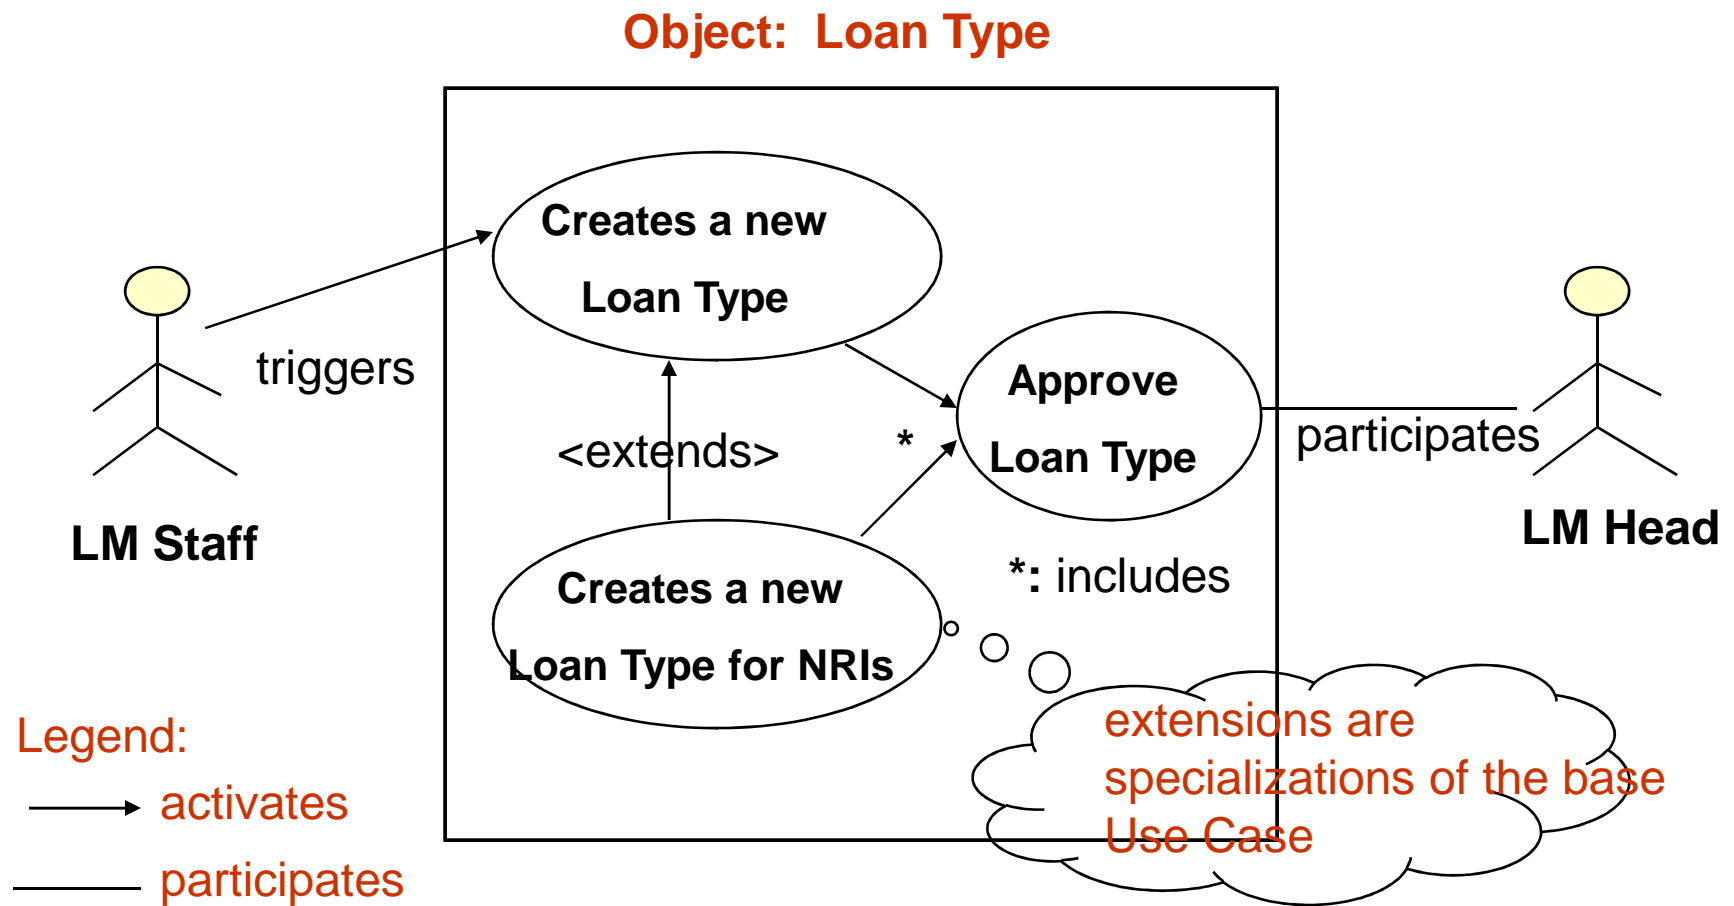 Object: Loan Type
Creates a new
Loan Type
triggers
Approve
Loan Type
participates
<extends>
*
LM Staff
LM Head
*: includes
Creates a new
Loan Type for NRIs
extensions are
specializations of the base
Use Case
Legend:
activates
participates